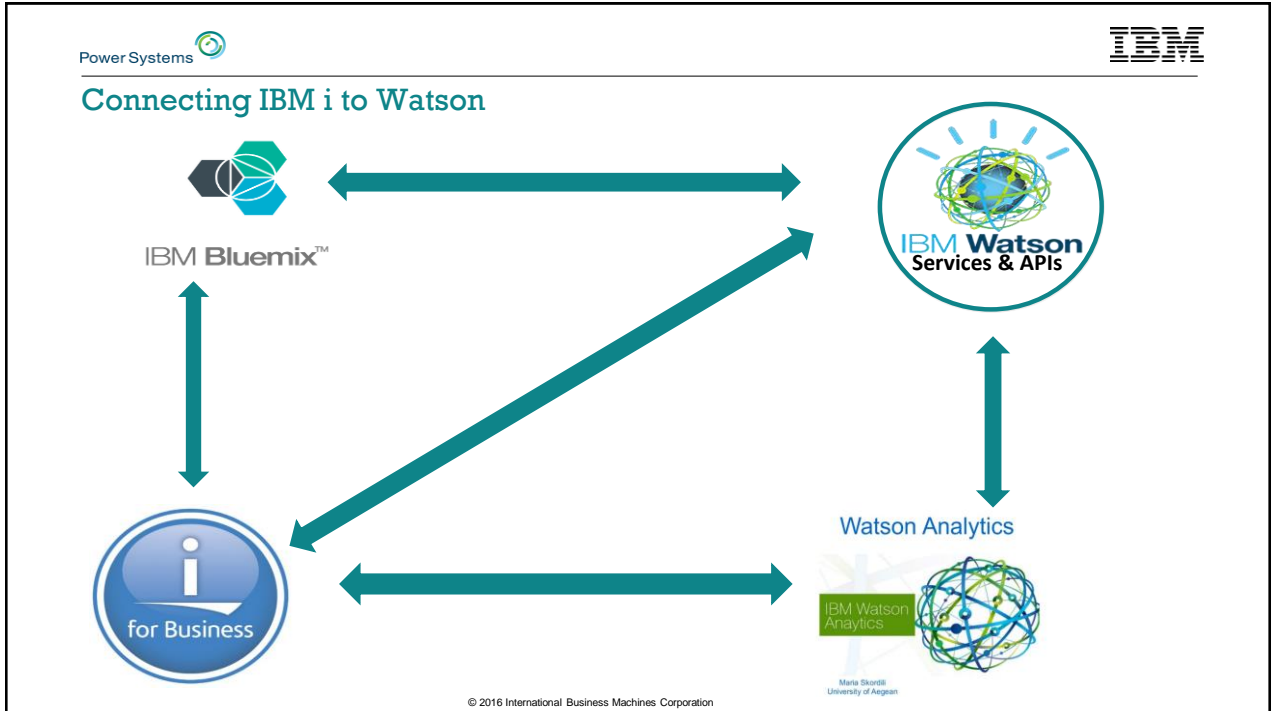 Power Systems
IBM
Connecting IBM i to Watson
IBM Bluemix™
IBM Watson
Services & APIs
i
for Business
Watson Analytics
IBM Watson
Anaytics
Maria Skordili
University of Aegean
© 2016 International Business Machines Corporation